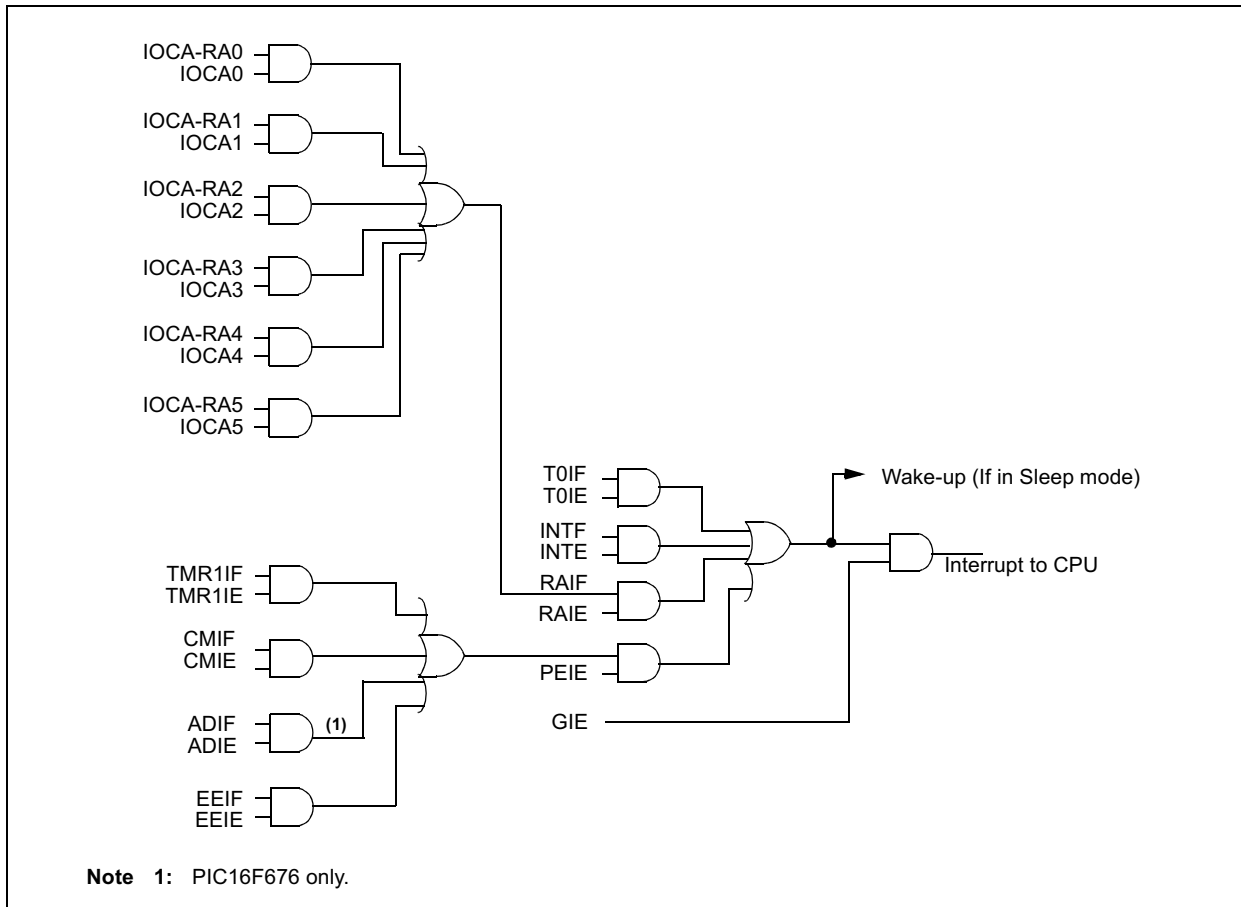 IOCA-RA0
IOCA0
IOCA-RA1
IOCA1
IOCA-RA2
IOCA2
IOCA-RA3
IOCA3
IOCA-RA4
IOCA4
IOCA-RA5
IOCA5
T0IF
T0IE
INTF
INTE
RAIF
RAIE
PEIE
GIE
Wake-up (If in Sleep mode)
Interrupt to CPU
TMR1IF
TMR1IE
CMIF
CMIE
ADIF
ADIE
(1)
EEIF
EEIE
Note 1: PIC16F676 only.